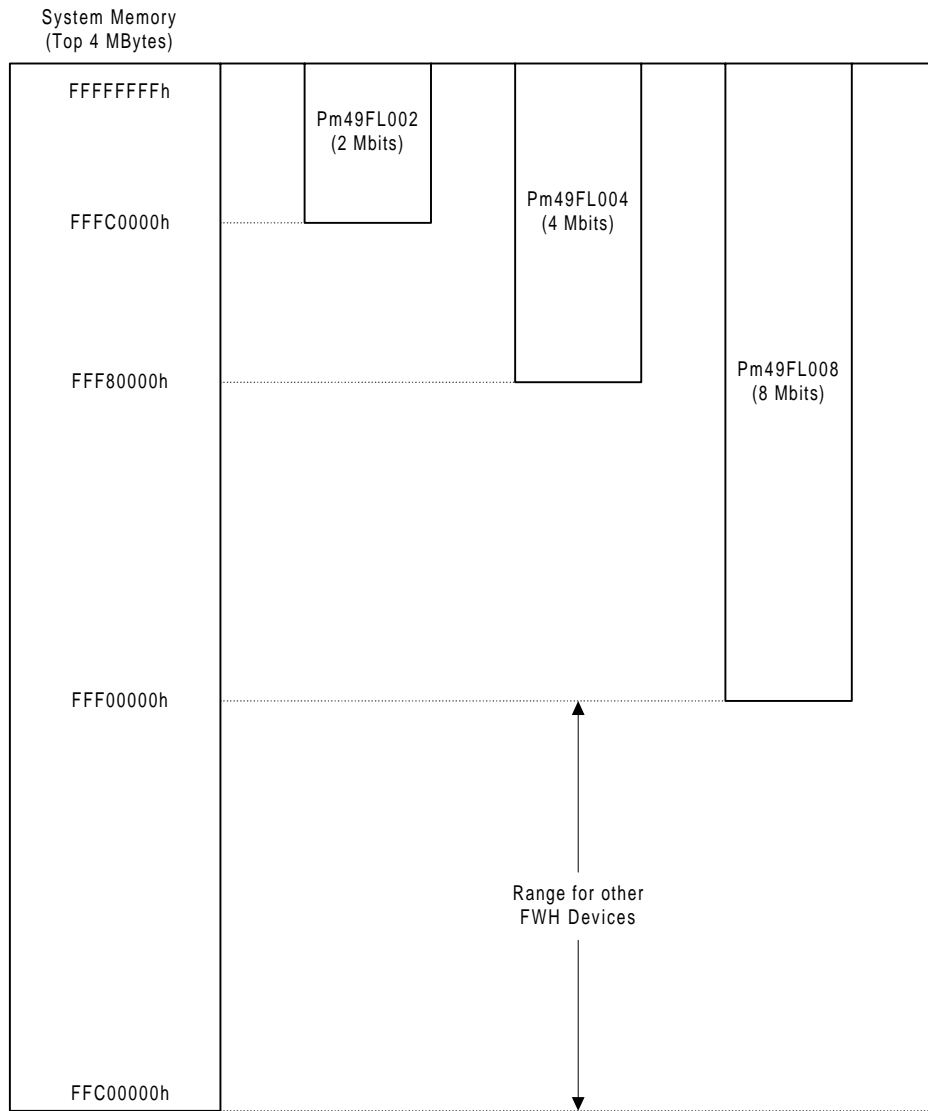 System Memory
(Top 4 MBytes)
FFFFFFFFh
Pm49FL002
(2 Mbits)
Pm49FL004
(4 Mbits)
FFFC0000h
Pm49FL008
(8 Mbits)
FFF80000h
FFF00000h
Range for other
FWH Devices
FFC00000h